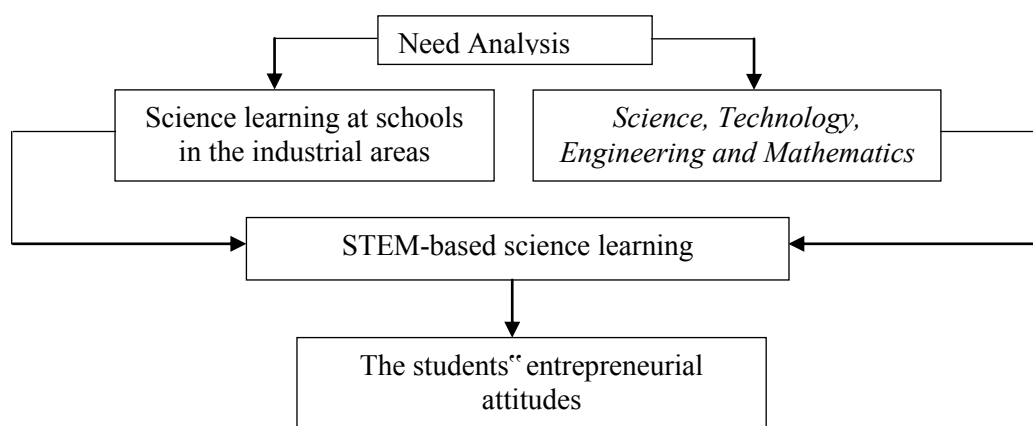 Need Analysis
Science learning at schools
in the industrial areas
Science, Technology,
Engineering and Mathematics
STEM-based science learning
The students‟ entrepreneurial
attitudes